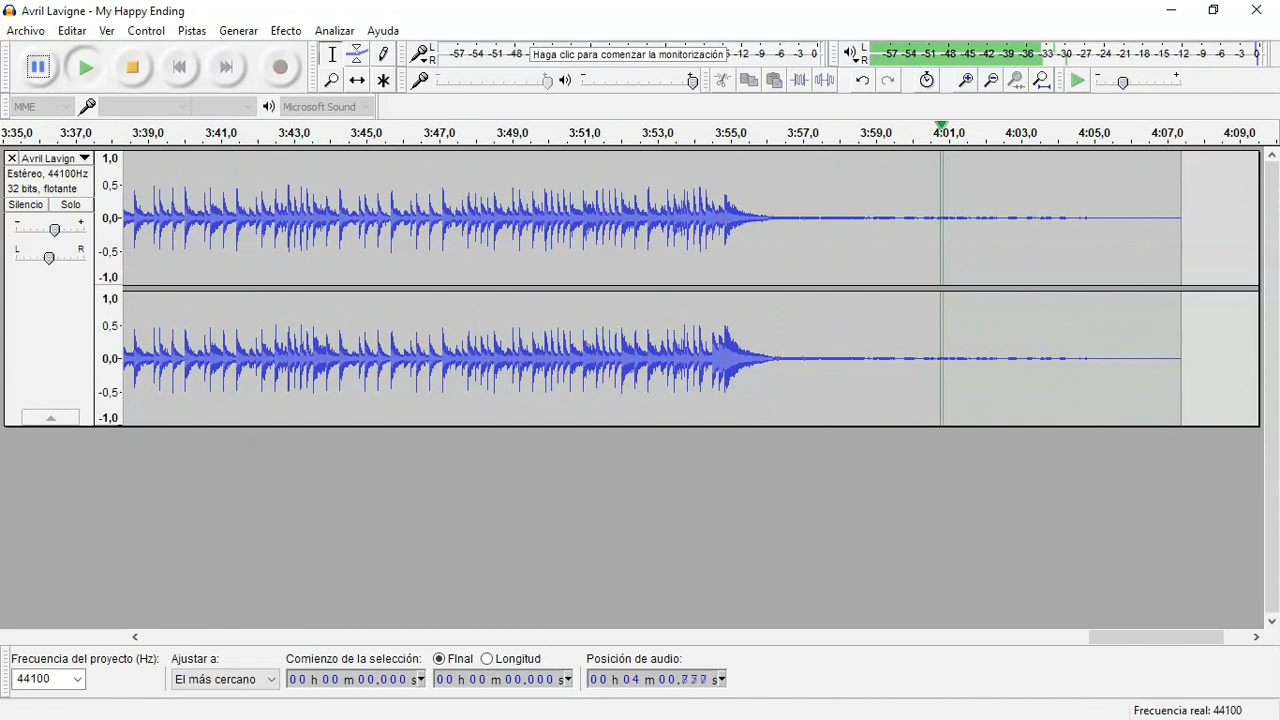 Avril Lavigne - My Happy Ending
Archivo Editar Ver Control Pistas Generar Efecto Analizar Ayuda
L R -57 -54 -51 -48 Haga clic para comenzar la monitorización -12 -9 -6 -3 0
L R -57 -54 -51 -48 -45 -42 -39 -36 -33 -30 -27 -24 -21 -18 -15 -12 -9 -6 -3 0
MME Microsoft Sound
3:35,0 3:37,0 3:39,0 3:41,0 3:43,0 3:45,0 3:47,0 3:49,0 3:51,0 3:53,0 3:55,0 3:57,0 3:59,0 4:01,0 4:03,0 4:05,0 4:07,0 4:09,0
Avril Lavign
Estéreo, 44100Hz
32 bits, flotante
Silencio Solo
- +
L R
1,0
0,5-
0,0-
-0,5-
-1,0
1,0
0,5-
0,0-
-0,5-
-1,0
Frecuencia del proyecto (Hz): Ajustar a: Comienzo de la selección: FInal Longitud Posición de audio:
44100 El más cercano 00 h 00 m 00.000 s 00 h 00 m 00.000 s 00 h 04 m 00.777 s
Frecuencia real: 44100